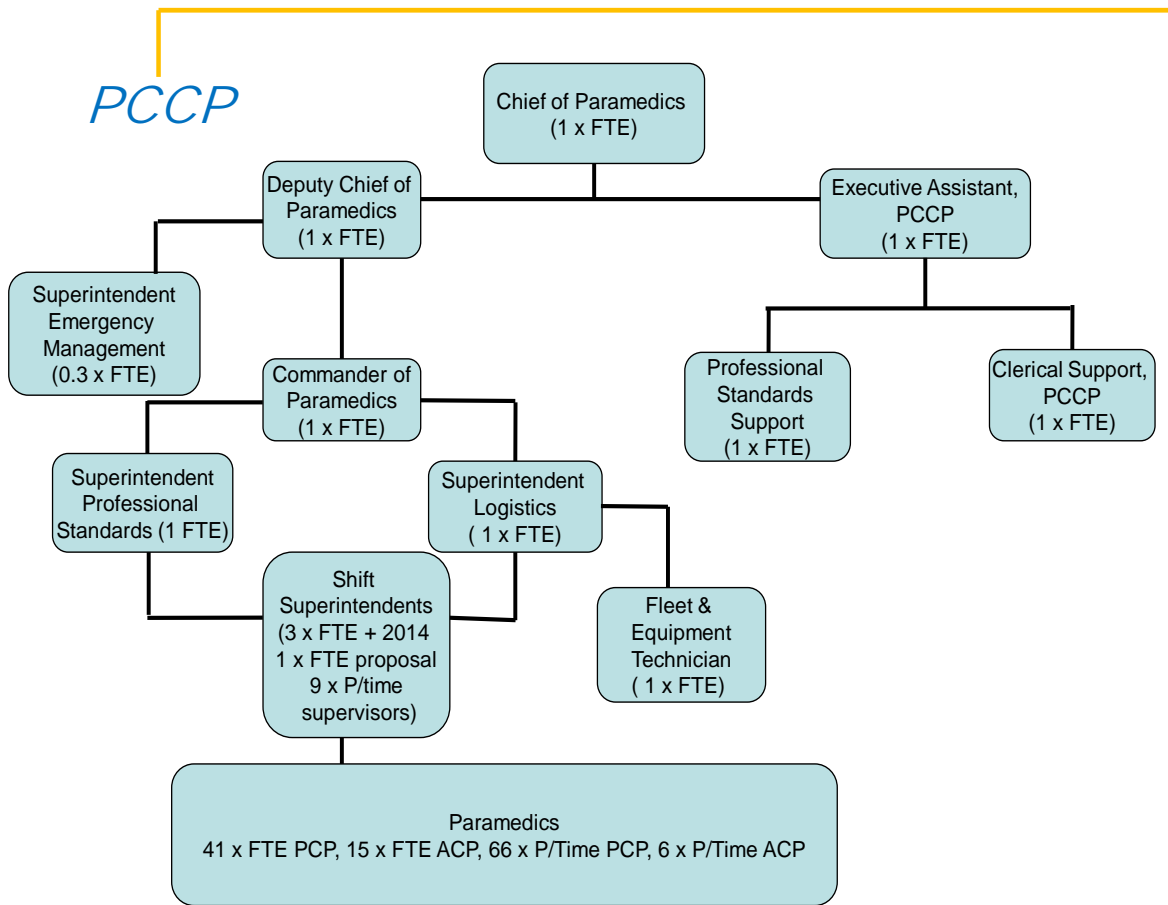 PCCP
Chief of Paramedics
(1 x FTE)
Deputy Chief of
Paramedics
(1 x FTE)
Executive Assistant,
PCCP
(1 x FTE)
Superintendent
Emergency
Management
(0.3 x FTE)
Commander of
Paramedics
(1 x FTE)
Professional
Standards
Support
(1 x FTE)
Clerical Support,
PCCP
(1 x FTE)
Superintendent
Professional
Standards (1 FTE)
Superintendent
Logistics
( 1 x FTE)
Shift
Superintendents
(3 x FTE + 2014
1 x FTE proposal
9 x P/time
supervisors)
Fleet &
Equipment
Technician
( 1 x FTE)
Paramedics
41 x FTE PCP, 15 x FTE ACP, 66 x P/Time PCP, 6 x P/Time ACP